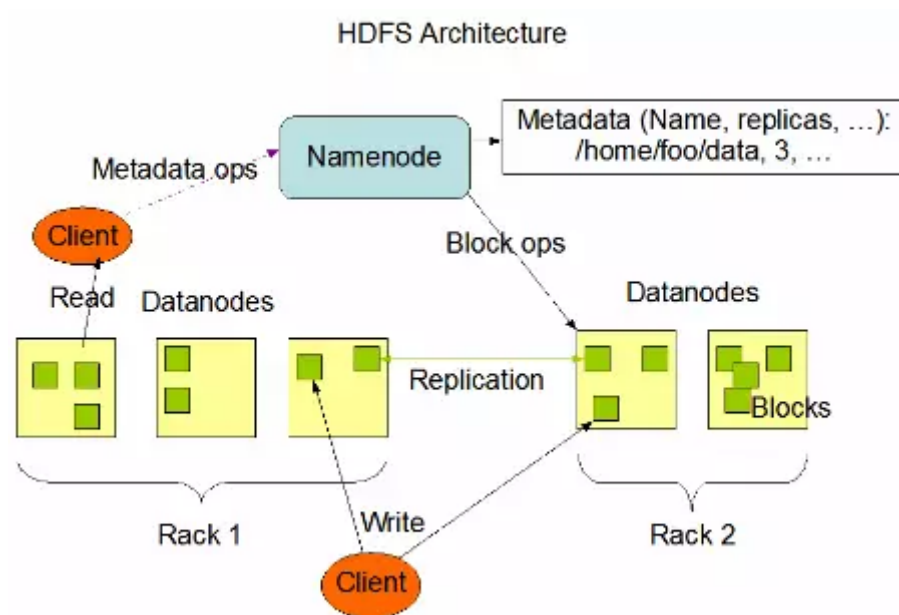 HDFS Architecture
Metadata (Name, replicas, ...):
/home/foo/data, 3, ...
Namenode
Metadata ops
Client
Block ops
Read
Datanodes
Datanodes
Replication
Blocks
Rack 1
Write
Rack 2
Client